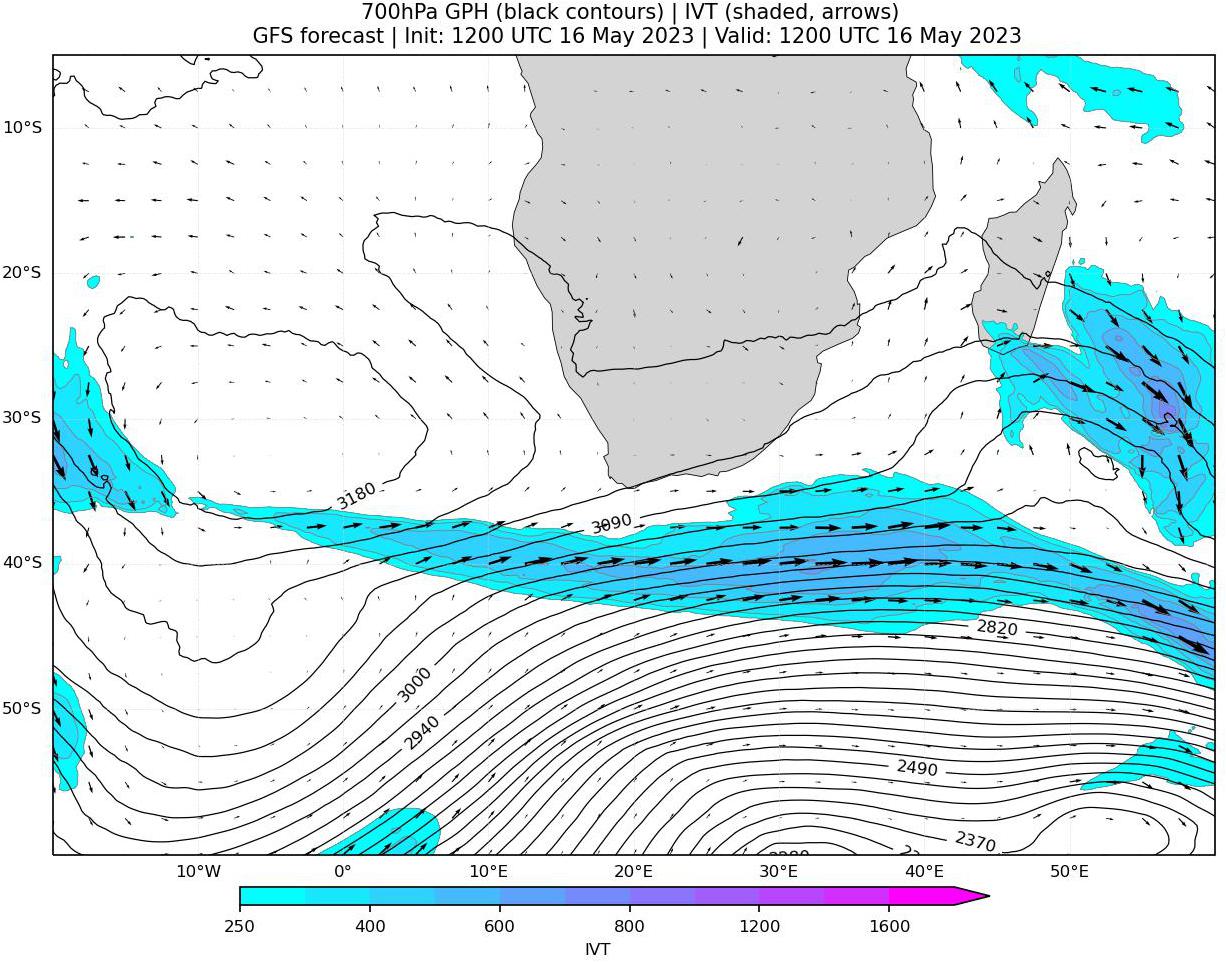 700hPa GPH (black contours) | IVT (shaded, arrows)
GFS forecast | Init: 1200 UTC 16 May 2023 | Valid: 1200 UTC 16 May 2023
10°S
20°S
30°S
3180
3090
40°S
2820
3000
50°S
2940
2490
2370
10°W 0° 10°E 20°E 30°E 40°E 50°E
250 400 600 800 1200 1600
IVT